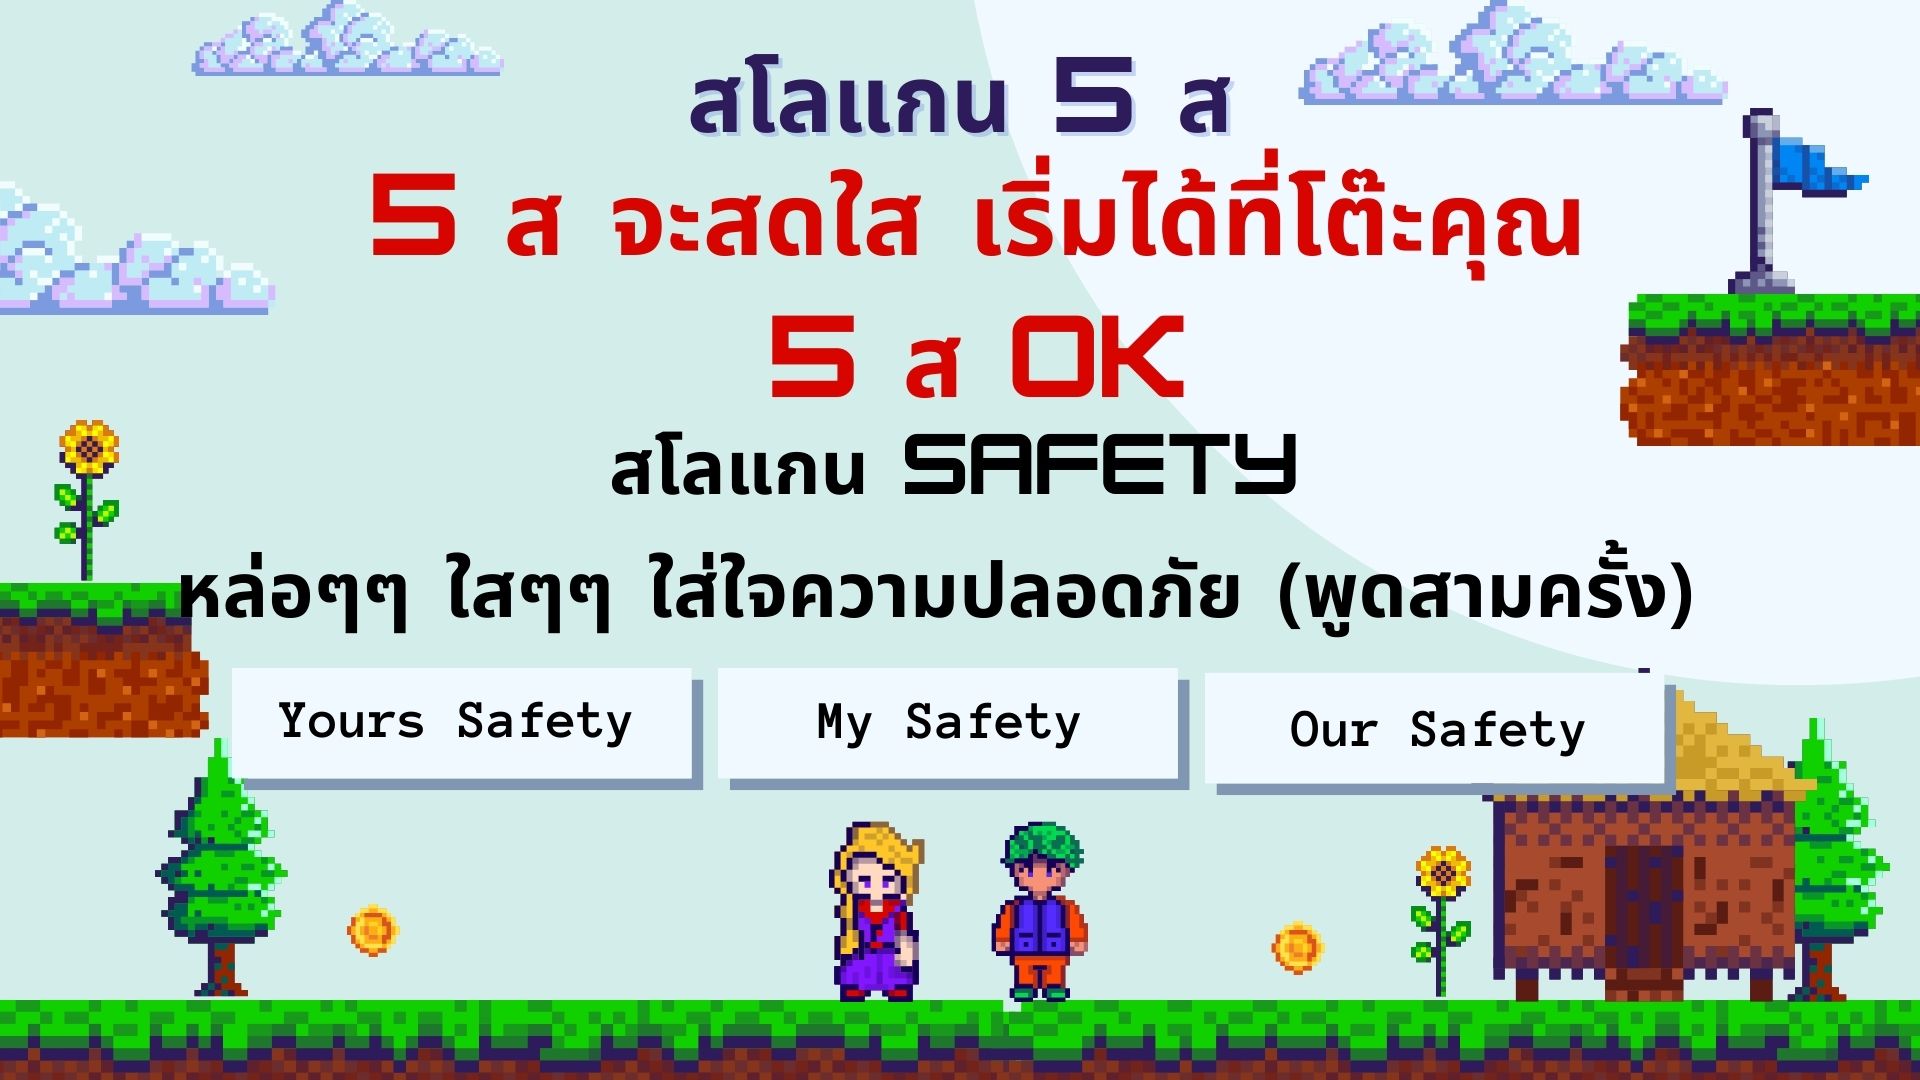 สโลแกน 5 ส
5 ส จะสดใส เริ่มได้ที่โต๊ะคุณ
5 ส OK
สโลแกน SAFETY
หล่อๆๆ ใสๆๆ ใส่ใจความปลอดภัย (พูดสามครั้ง)
Yours Safety
My Safety
Our Safety